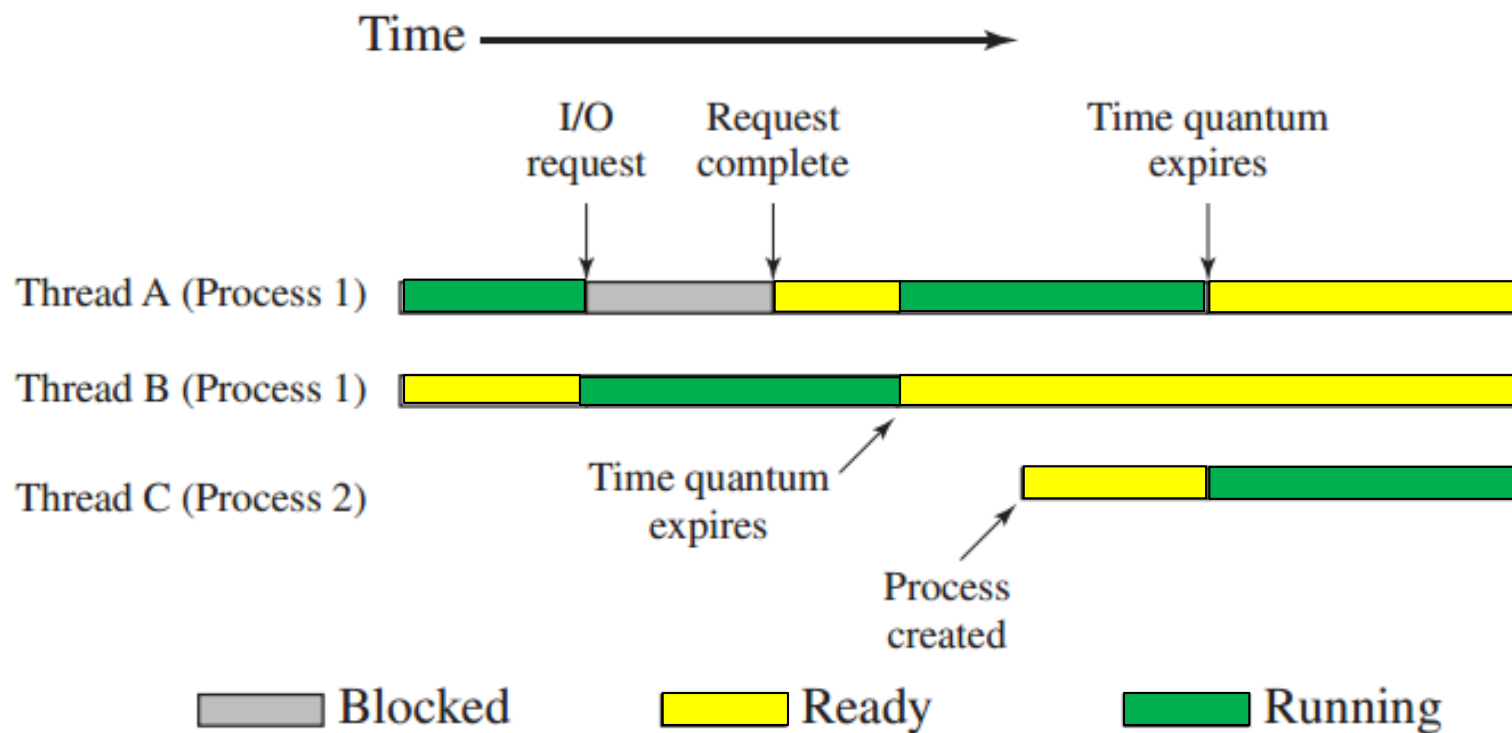 Time
I/O
request
Request
complete
Time quantum
expires
Thread A (Process 1)
Thread B (Process 1)
Thread C (Process 2)
Time quantum
expires
Process
created
Blocked
Ready
Running